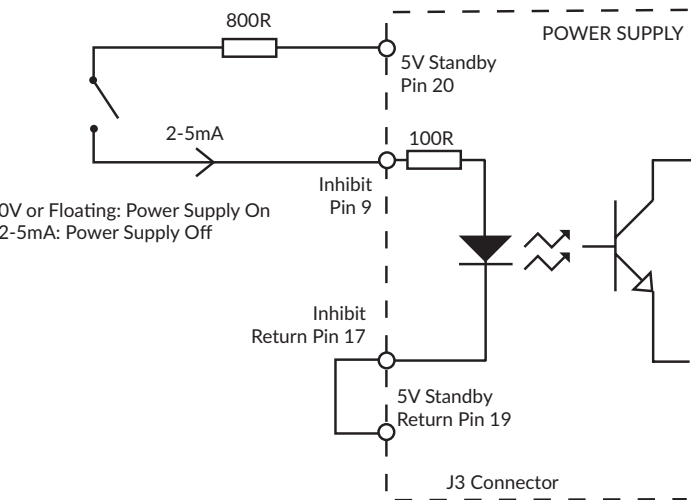 800R
POWER SUPPLY
5V Standby
Pin 20
2-5mA
100R
Inhibit
Pin 9
0V or Floating: Power Supply On
2-5mA: Power Supply Off
Inhibit
Return Pin 17
5V Standby
Return Pin 19
J3 Connector